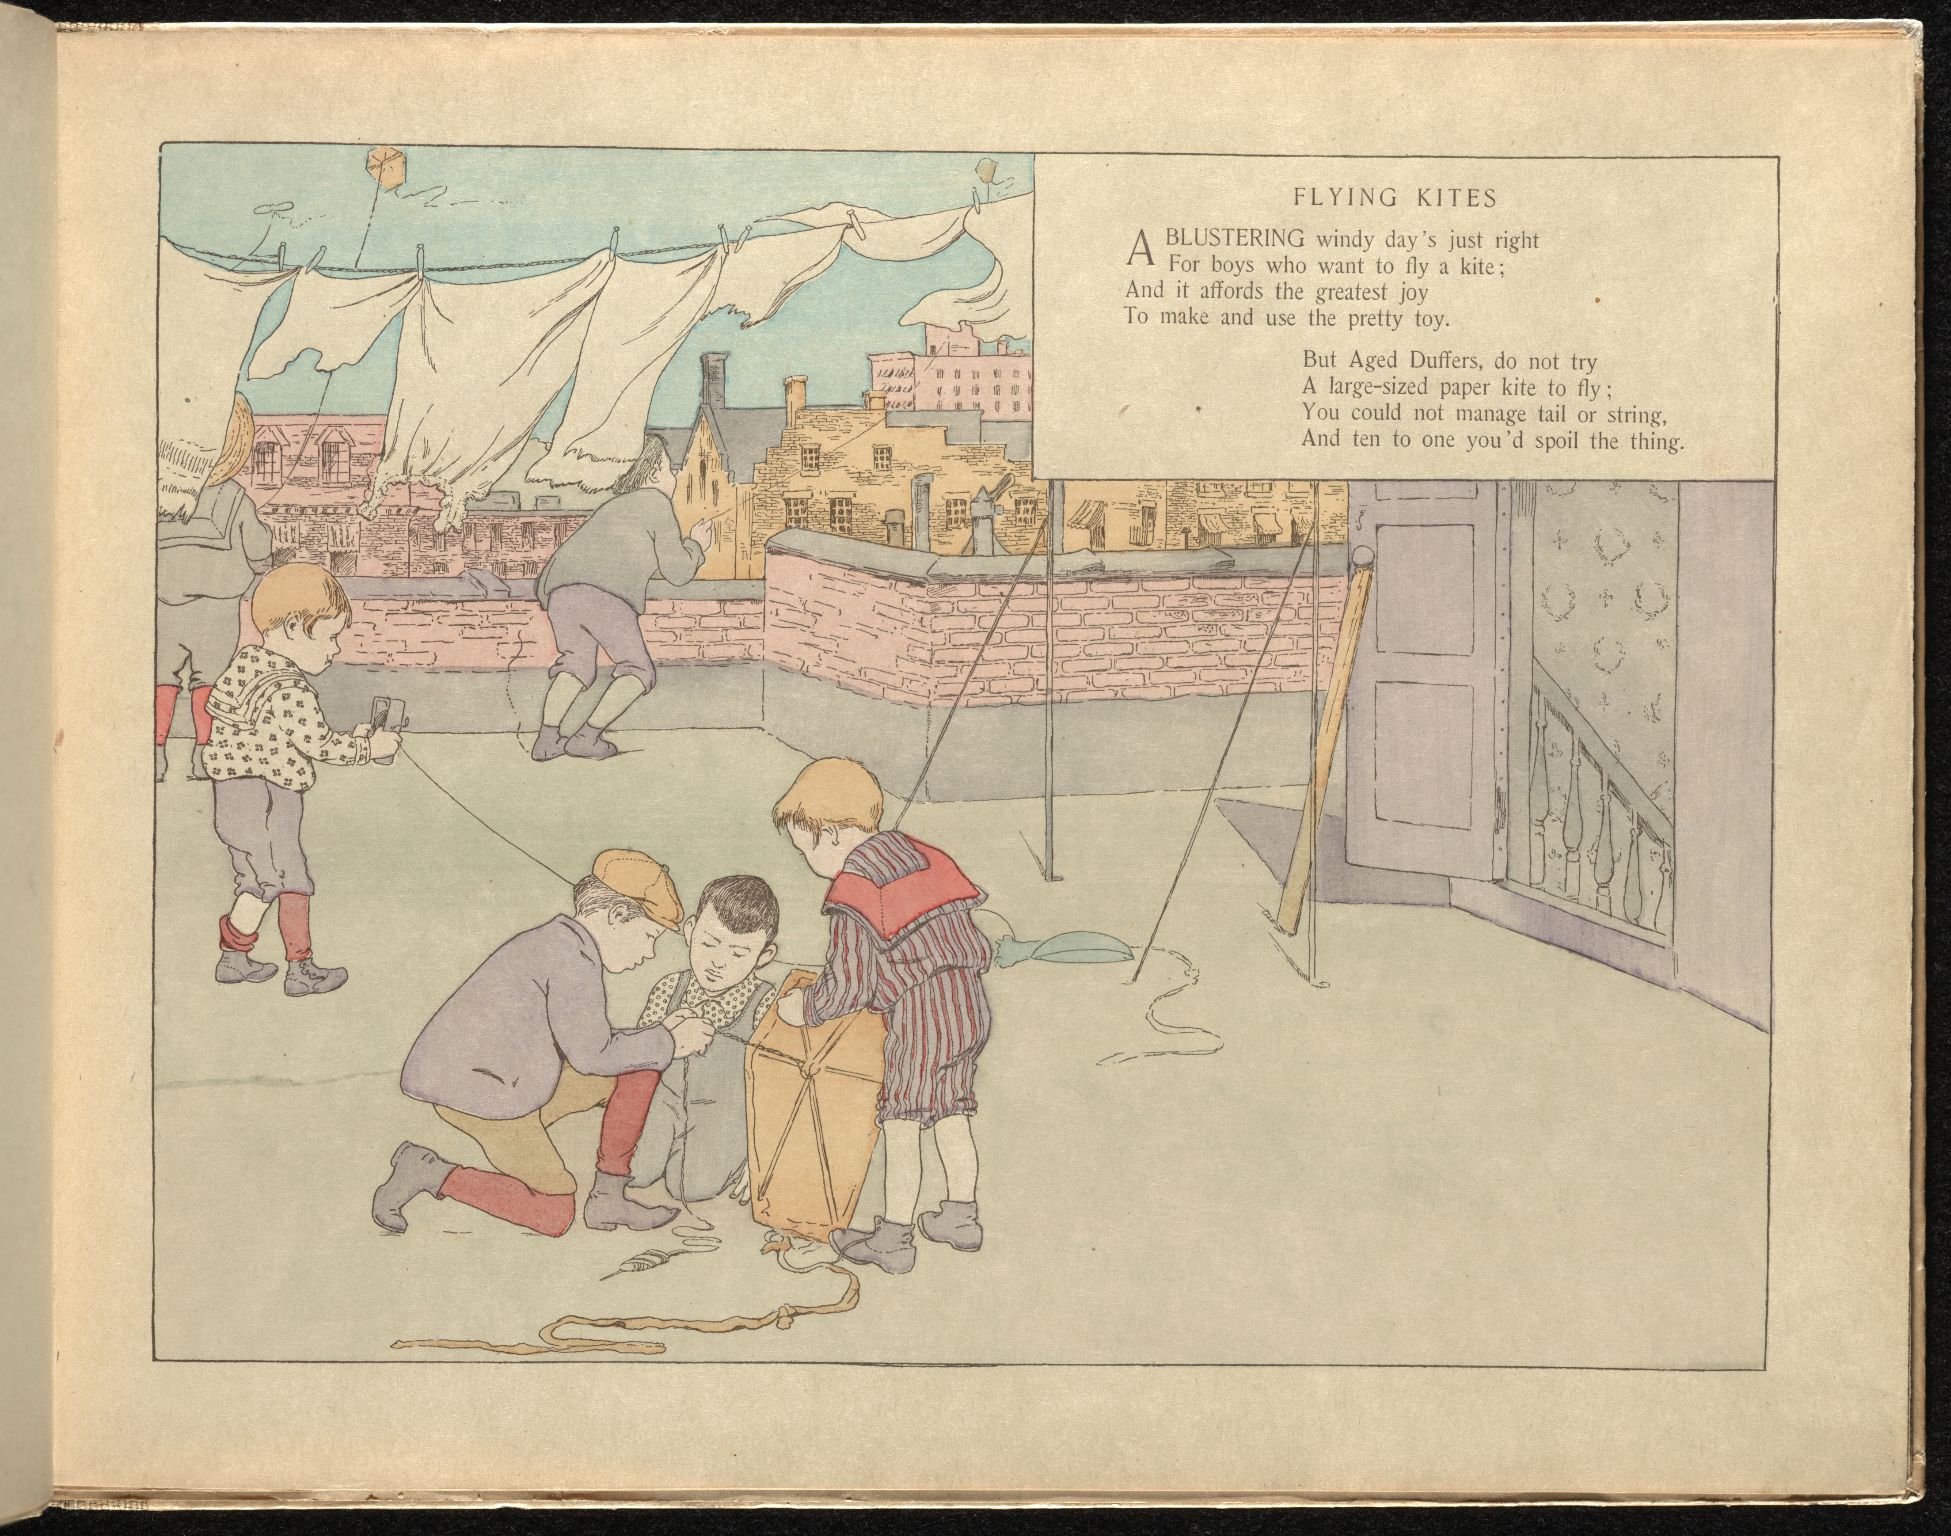 FLYING KITES
A BLUSTERING windy day's just right
For boys who want to fly a kite;
And it affords the greatest joy
To make and use the pretty toy.
But Aged Duffers, do not try
A large-sized paper kite to fly;
You could not manage tail or string,
And ten to one you'd spoil the thing.